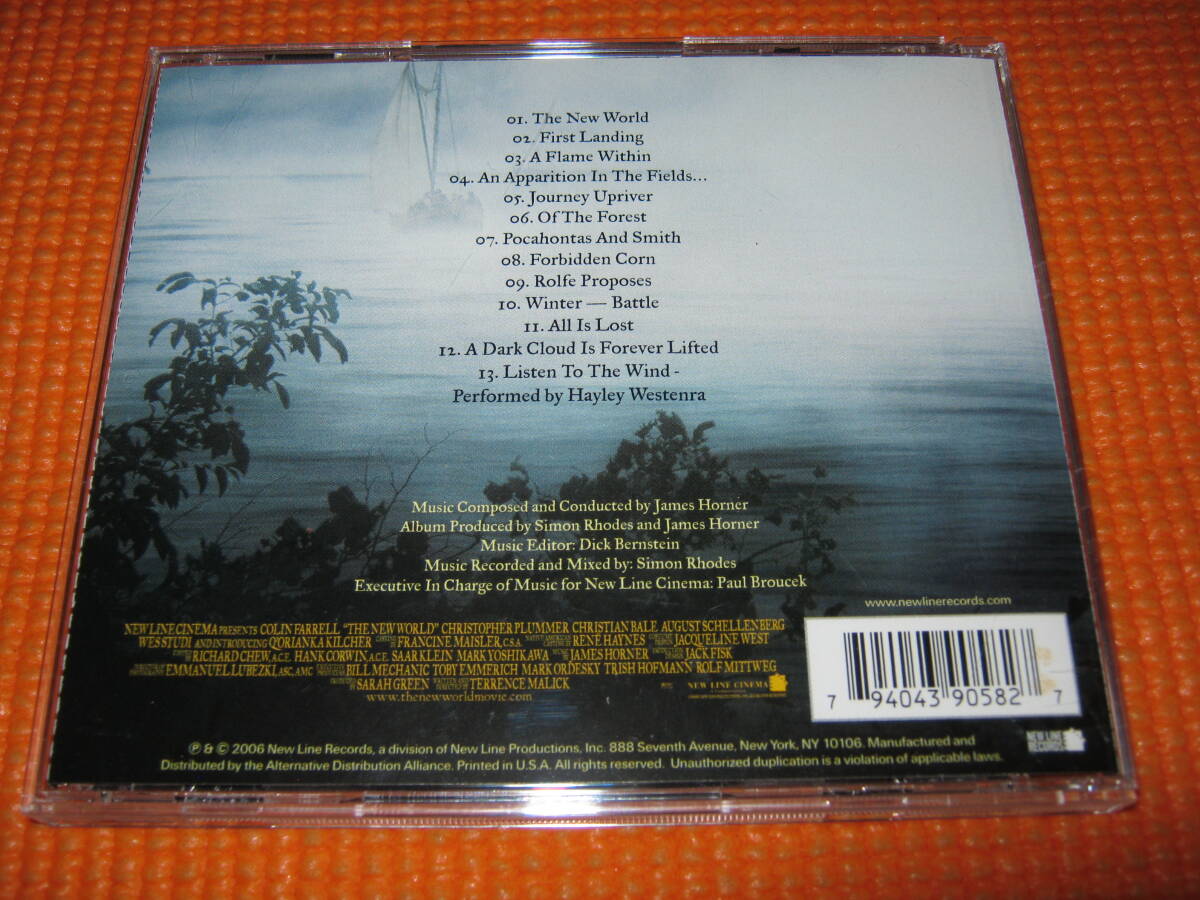 01. The New World
02. First Landing
03. A Flame Within
04. An Apparition In The Fields...
05. Journey Upriver
06. Of The Forest
07. Pocahontas And Smith
08. Forbidden Corn
09. Rolfe Proposes
10. Winter — Battle
11. All Is Lost
12. A Dark Cloud Is Forever Lifted
13. Listen To The Wind -
Performed by Hayley Westenra
Music Composed and Conducted by James Horner
Album Produced by Simon Rhodes and James Horner
Music Editor: Dick Bernstein
Music Recorded and Mixed by: Simon Rhodes
Executive In Charge of Music for New Line Cinema: Paul Broucek
www.newlinerecords.com
NEW LINE CINEMA PRESENTS COLIN FARRELL "THE NEW WORLD" CHRISTOPHER PLUMMER CHRISTIAN BALE AUGUST SCHELLENBERG
WES STUDI AND INTRODUCING Q'ORIANKA KILCHER FRANCINE MAISLER, C.S.A. RENÉ HAYNES JACQUELINE WEST
RICHARD CHEW, A.C.E. HANK CORWIN, A.C.E. SAAR KLEIN MARK YOSHIKAWA JAMES HORNER JACK FISK
EMMANUEL LUBEZKI, ASC, AMC BILL MECHANIC TOBY EMMERICH MARK ORDESKY TRISH HOFMANN ROLF MITTWEG
SARAH GREEN WRITTEN AND DIRECTED BY TERRENCE MALICK
NEW LINE CINEMA
www.thenewworldmovie.com
7 94043 90582 7
℗ & © 2006 New Line Records, a division of New Line Productions, Inc. 888 Seventh Avenue, New York, NY 10106. Manufactured and
Distributed by the Alternative Distribution Alliance. Printed in U.S.A. All rights reserved. Unauthorized duplication is a violation of applicable laws.